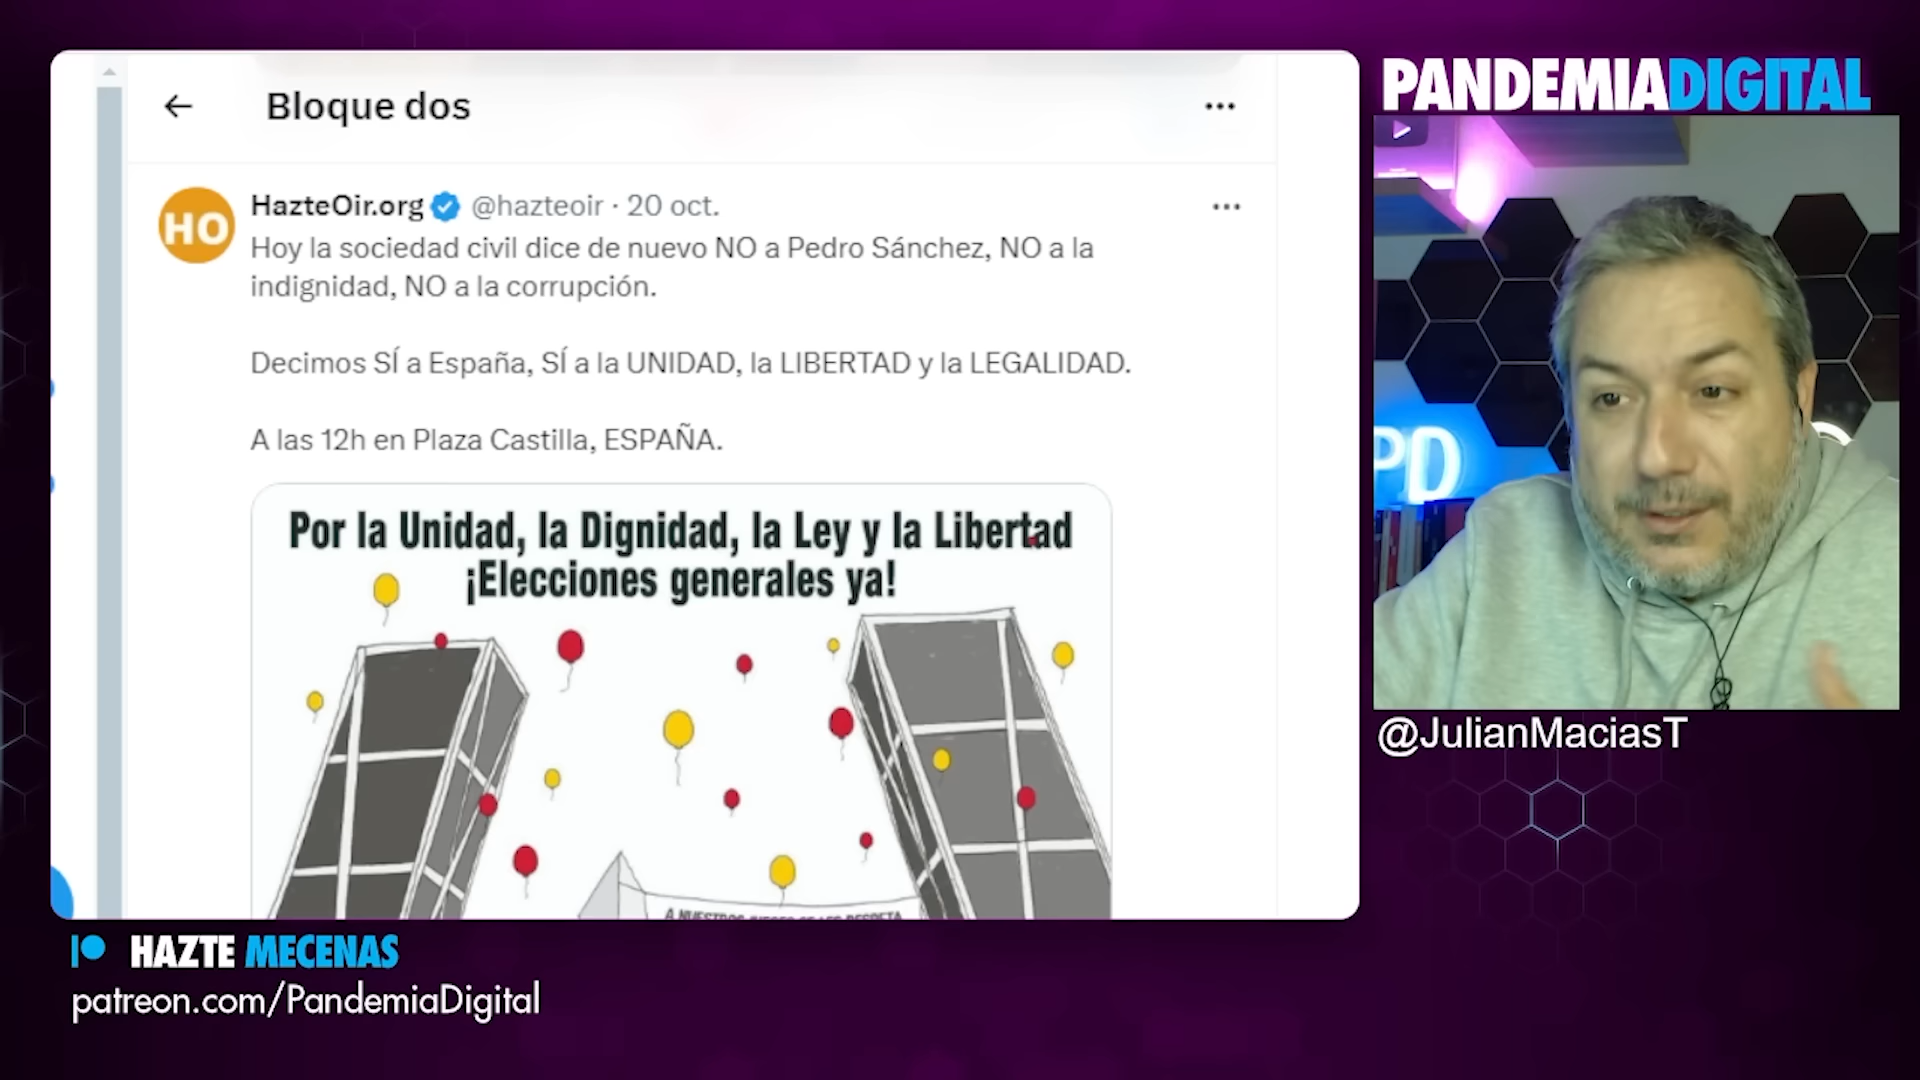 PANDEMIADIGITAL
Bloque dos
HO
HazteOir.org @hazteoir · 20 oct.
Hoy la sociedad civil dice de nuevo NO a Pedro Sánchez, NO a la
indignidad, NO a la corrupción.
Decimos SÍ a España, SÍ a la UNIDAD, la LIBERTAD y la LEGALIDAD.
A las 12h en Plaza Castilla, ESPAÑA.
Por la Unidad, la Dignidad, la Ley y la Libertad
¡Elecciones generales ya!
PD
@JulianMaciasT
HAZTE MECENAS
patreon.com/PandemiaDigital